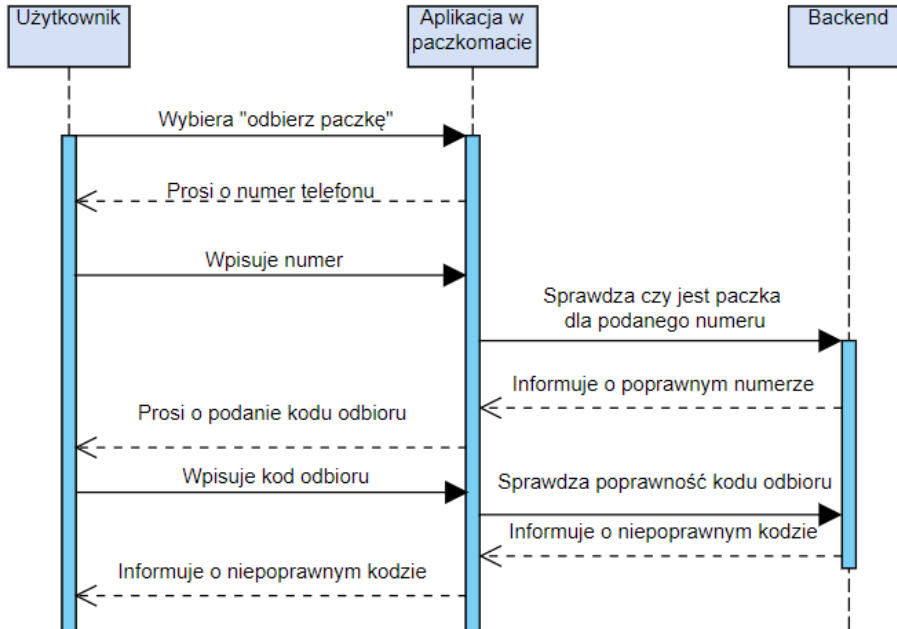 Użytkownik
Aplikacja w
paczkomacie
Backend
Wybiera "odbierz paczkę"
Prosi o numer telefonu
Wpisuje numer
Sprawdza czy jest paczka
dla podanego numeru
Informuje o poprawnym numerze
Prosi o podanie kodu odbioru
Wpisuje kod odbioru
Sprawdza poprawność kodu odbioru
Informuje o niepoprawnym kodzie
Informuje o niepoprawnym kodzie